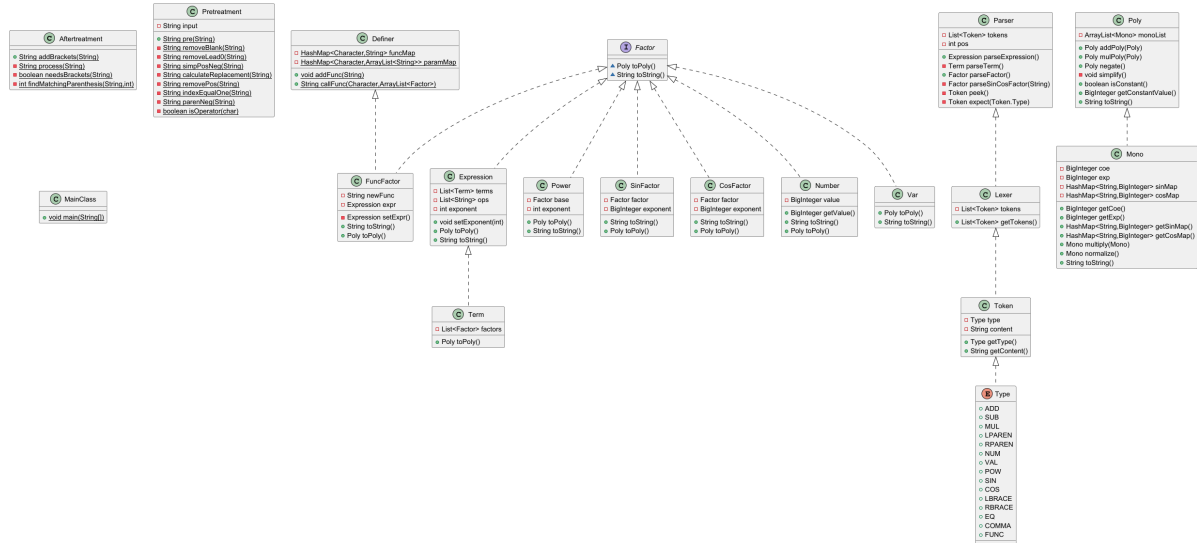 C Aftertreatment
String addBrackets(String)
String process(String)
boolean needsBrackets(String)
int findMatchingParenthesis(String,int)
C Pretreatment
String input
String pre(String)
String removeBlank(String)
String removeLead0(String)
String simpPosNeg(String)
String calculateReplacement(String)
String removePos(String)
String indexEqualOne(String)
String parenNeg(String)
boolean isOperator(char)
C Definer
HashMap<Character,String> funcMap
HashMap<Character,ArrayList<String>> paramMap
void addFunc(String)
String callFunc(Character,ArrayList<Factor>)
I Factor
Poly toPoly()
String toString()
C Parser
List<Token> tokens
int pos
Expression parseExpression()
Term parseTerm()
Factor parseFactor()
Factor parseSinCosFactor(String)
Token peek()
Token expect(Token.Type)
C Poly
ArrayList<Mono> monoList
Poly addPoly(Poly)
Poly mulPoly(Poly)
Poly negate()
void simplify()
boolean isConstant()
BigInteger getConstantValue()
String toString()
C MainClass
void main(String[])
C FuncFactor
String newFunc
Expression expr
Expression setExpr()
String toString()
Poly toPoly()
C Expression
List<Term> terms
List<String> ops
int exponent
void setExponent(int)
Poly toPoly()
String toString()
C Power
Factor base
int exponent
Poly toPoly()
String toString()
C SinFactor
Factor factor
BigInteger exponent
String toString()
Poly toPoly()
C CosFactor
Factor factor
BigInteger exponent
String toString()
Poly toPoly()
C Number
BigInteger value
BigInteger getValue()
String toString()
Poly toPoly()
C Var
Poly toPoly()
String toString()
C Lexer
List<Token> tokens
List<Token> getTokens()
C Mono
BigInteger coe
BigInteger exp
HashMap<String,BigInteger> sinMap
HashMap<String,BigInteger> cosMap
BigInteger getCoe()
BigInteger getExp()
HashMap<String,BigInteger> getSinMap()
HashMap<String,BigInteger> getCosMap()
Mono multiply(Mono)
Mono normalize()
String toString()
C Term
List<Factor> factors
Poly toPoly()
C Token
Type type
String content
Type getType()
String getContent()
E Type
ADD
SUB
MUL
LPAREN
RPAREN
NUM
VAL
POW
SIN
COS
LBRACE
RBRACE
EQ
COMMA
FUNC